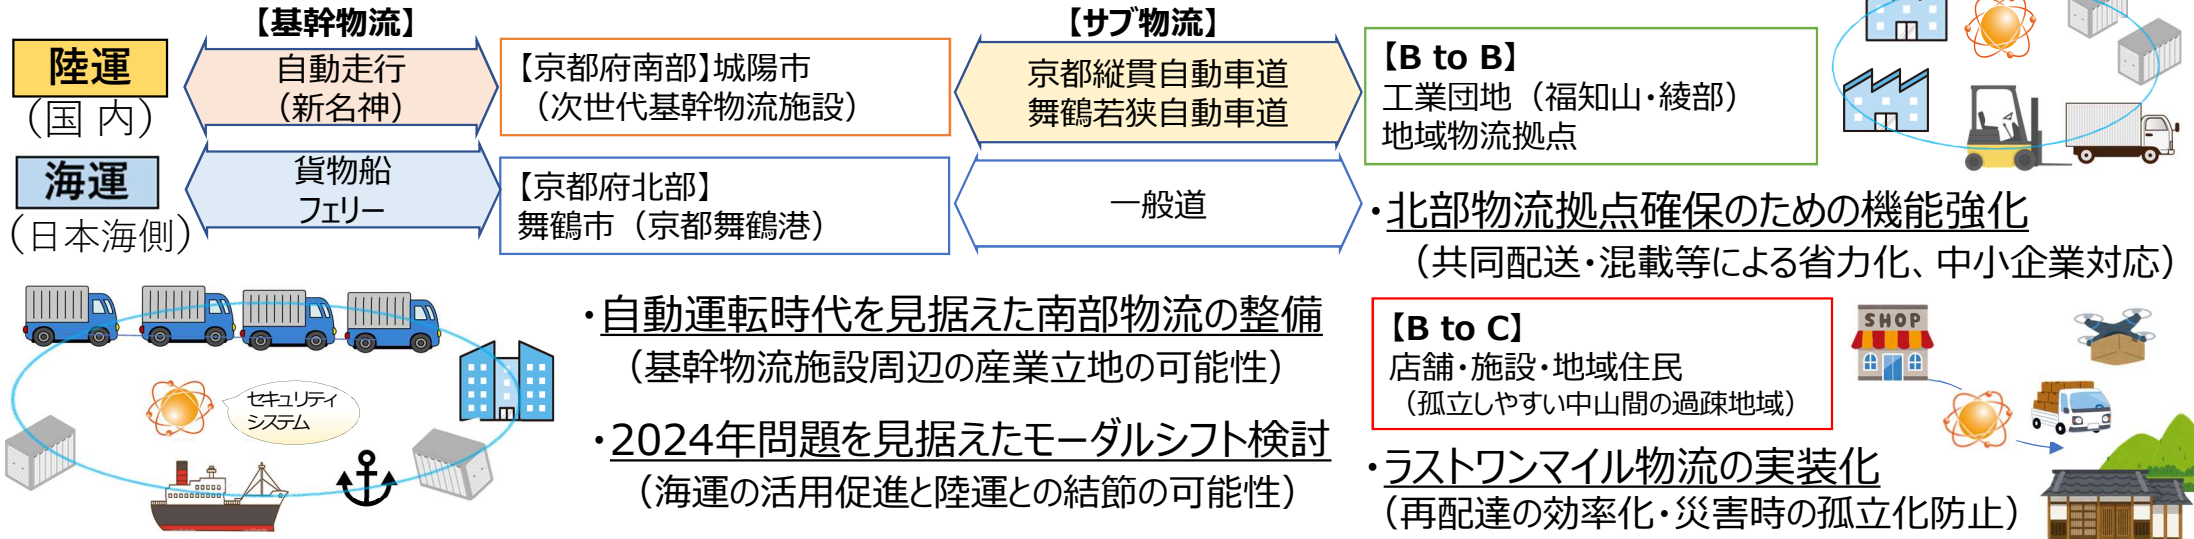 【基幹物流】
【サブ物流】
陸運
（国 内）
自動走行
（新名神）
【京都府南部】城陽市
（次世代基幹物流施設）
京都縦貫自動車道
舞鶴若狭自動車道
【B to B】
工業団地（福知山・綾部）
地域物流拠点
海運
（日本海側）
貨物船
フェリー
【京都府北部】
舞鶴市（京都舞鶴港）
一般道
・北部物流拠点確保のための機能強化
（共同配送・混載等による省力化、中小企業対応）
・自動運転時代を見据えた南部物流の整備
（基幹物流施設周辺の産業立地の可能性）
・2024年問題を見据えたモーダルシフト検討
（海運の活用促進と陸運との結節の可能性）
セキュリティ
システム
【B to C】
店舗・施設・地域住民
（孤立しやすい中山間の過疎地域）
SHOP
・ラストワンマイル物流の実装化
（再配達の効率化・災害時の孤立化防止）